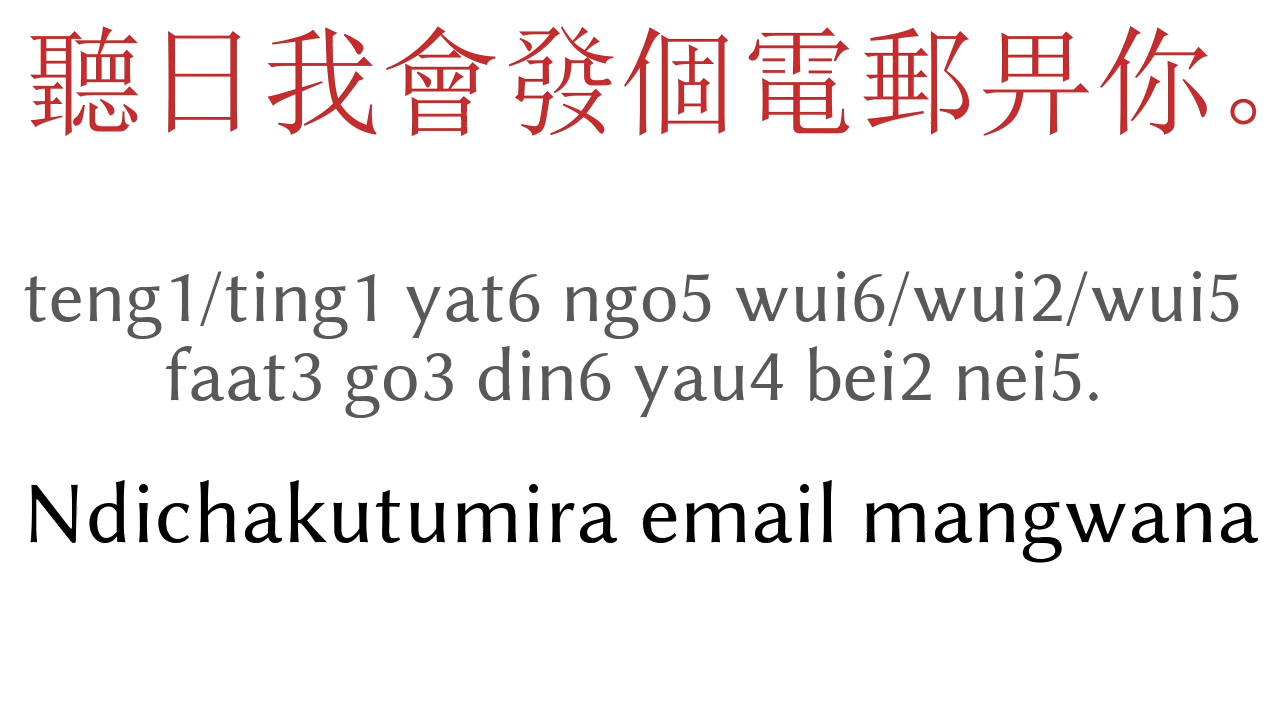 聽日我會發個電郵畀你。
teng1/ting1 yat6 ngo5 wui6/wui2/wui5
faat3 go3 din6 yau4 bei2 nei5.
Ndichakutumira email mangwana